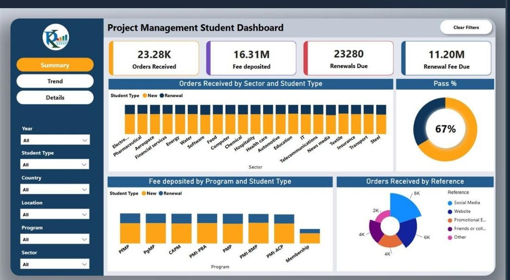 Project Management Student Dashboard
Clear Filters
Summary
Trend
Details
Year
All
Student Type
All
Country
All
Location
All
Program
All
Sector
All
23.28K
Orders Received
16.31M
Fee deposited
23280
Renewals Due
11.20M
Renewal Fee Due
Orders Received by Sector and Student Type
Student Type New Renewal
Electro...
Pharmaceutical
Aerospace
Financial services
Energy
Water
Software
Food
Computer
Chemical
Hospitality
Health care
Automotive
Education
IT
Telecommunications
News media
Textile
Insurance
Transport
Steel
Sector
Pass %
67%
Fee deposited by Program and Student Type
Student Type New Renewal
PfMP
PgMP
CAPM
PMI-PBA
PMP
PMI-RMP
PMI-ACP
Membership
Program
Orders Received by Reference
8K
6K
4K
4K
2K
Reference
Social Media
Website
Promotional E...
Friends or coll...
Other